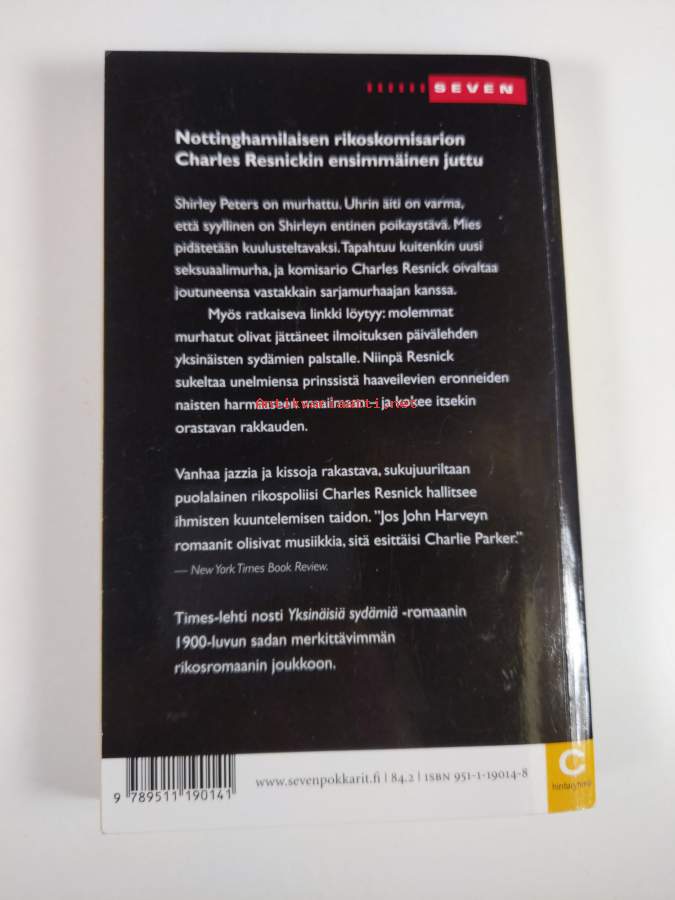 SEVEN
Nottinghamilaisen rikoskomisarion
Charles Resnickin ensimmäinen juttu
Shirley Peters on murhattu. Uhrin äiti on varma,
että syyllinen on Shirleyn entinen poikaystävä. Mies
pidätetään kuulusteltavaksi. Tapahtuu kuitenkin uusi
seksuaalimurha, ja komisario Charles Resnick oivaltaa
joutuneensa vastakkain sarjamurhaajan kanssa.
Myös ratkaiseva linkki löytyy: molemmat
murhatut olivat jättäneet ilmoituksen päivälehden
yksinäisten sydämien palstalle. Niinpä Resnick
sukeltaa unelmiensa prinssistä haaveilevien eronneiden
naisten harmaaseen maailmaan - ja kokee itsekin
antikvariaatti.net
orastavan rakkauden.
Vanhaa jazzia ja kissoja rakastava, sukujuuriltaan
puolalainen rikospoliisi Charles Resnick hallitsee
ihmisten kuuntelemisen taidon. ”Jos John Harveyn
romaanit olisivat musiikkia, sitä esittäisi Charlie Parker.”
— New York Times Book Review.
Times-lehti nosti Yksinäisiä sydämiä -romaanin
1900-luvun sadan merkittävimmän
rikosromaanin joukkoon.
www.sevenpokkarit.fi | 84.2 | ISBN 951-1-19014-8
9 789511 190141
C
hintaryhmä